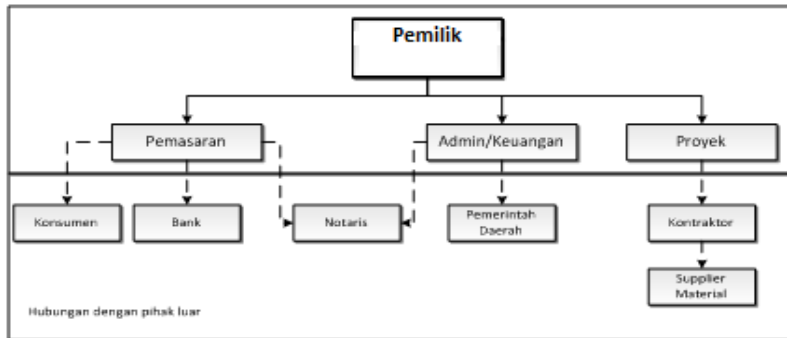 Pemilik
Pemasaran
Admin/Keuangan
Proyek
Konsumen
Bank
Notaris
Pemerintah
Daerah
Kontraktor
Supplier
Material
Hubungan dengan pihak luar